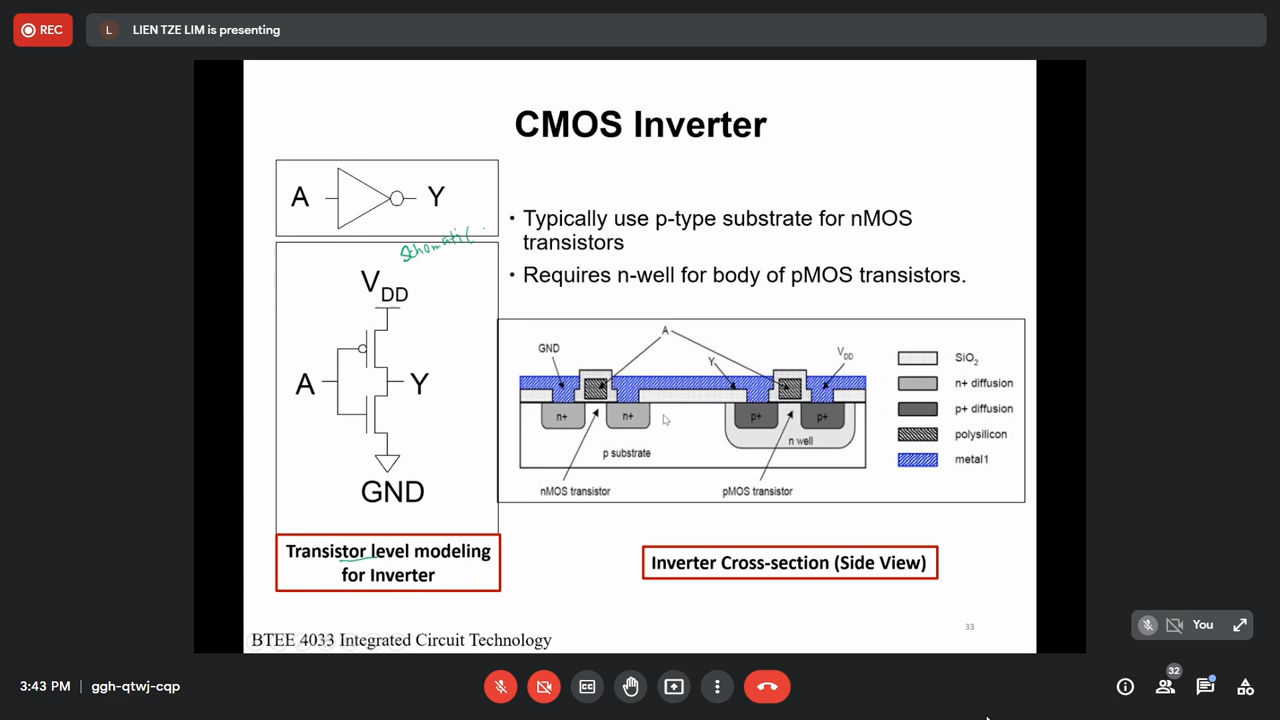 REC
L
LIEN TZE LIM is presenting
CMOS Inverter
A
Y
Schematic
VDD
A
Y
GND
Transistor level modeling
for Inverter
• Typically use p-type substrate for nMOS
transistors
• Requires n-well for body of pMOS transistors.
A
GND
Y
VDD
n+
n+
p+
p+
n well
p substrate
nMOS transistor
pMOS transistor
SiO2
n+ diffusion
p+ diffusion
polysilicon
metal1
Inverter Cross-section (Side View)
33
BTEE 4033 Integrated Circuit Technology
You
3:43 PM | ggh-qtwj-cqp
CC
32